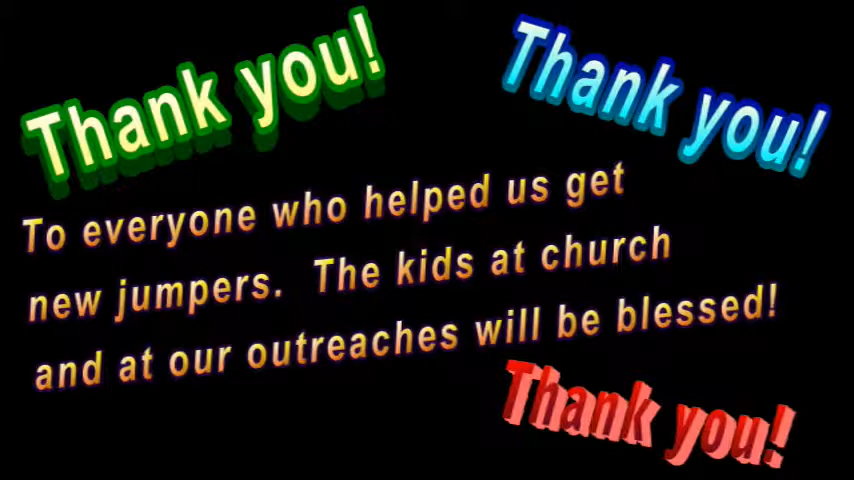 Thank you!
Thank you!
To everyone who helped us get
new jumpers. The kids at church
and at our outreaches will be blessed!
Thank you!